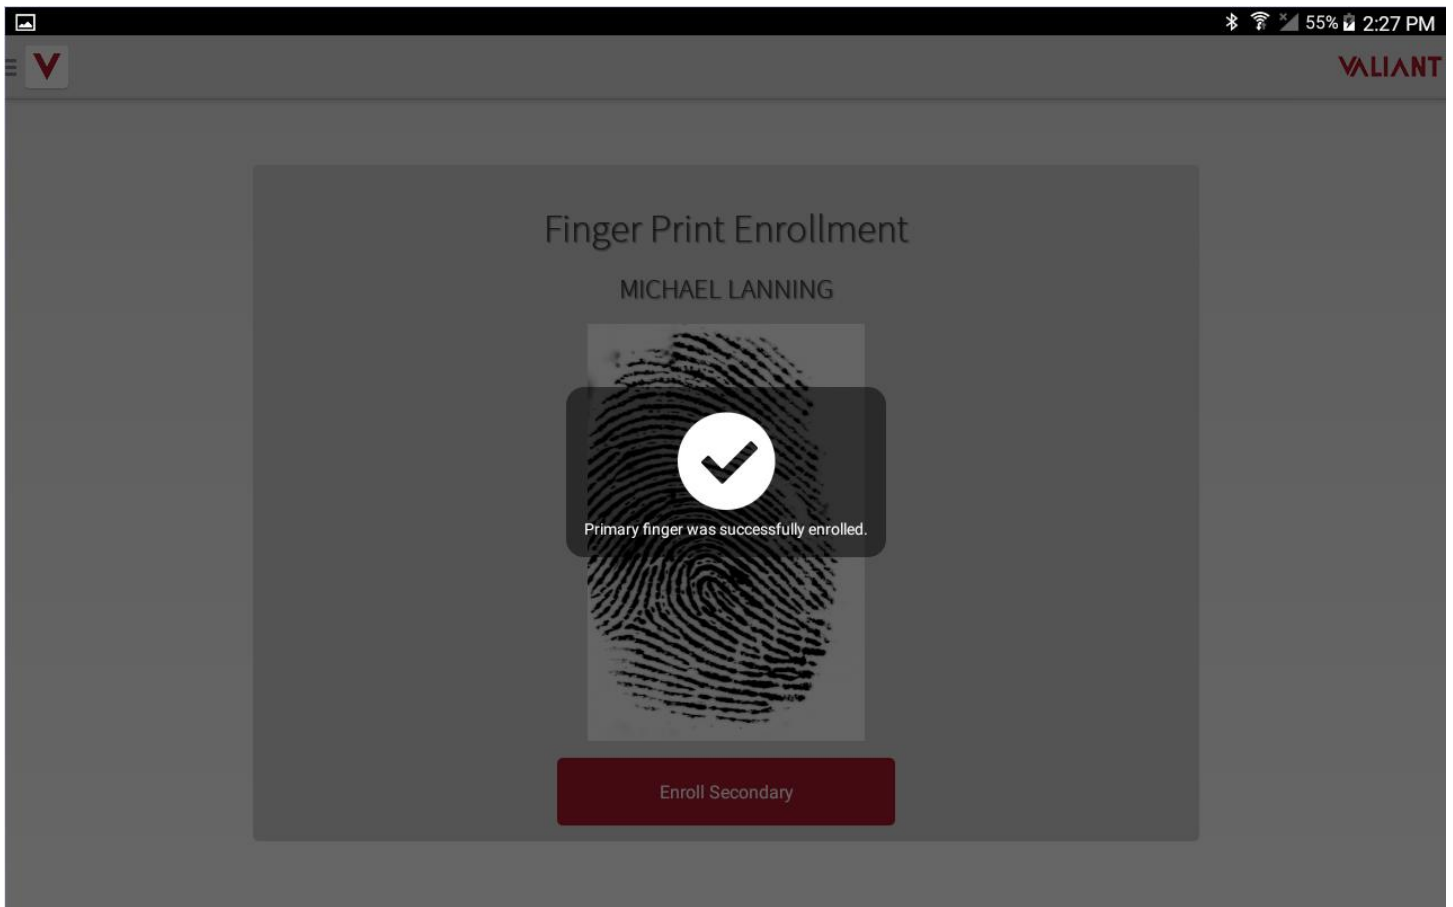 55% 2:27 PM
V VALIANT
Finger Print Enrollment
MICHAEL LANNING
Primary finger was successfully enrolled.
Enroll Secondary